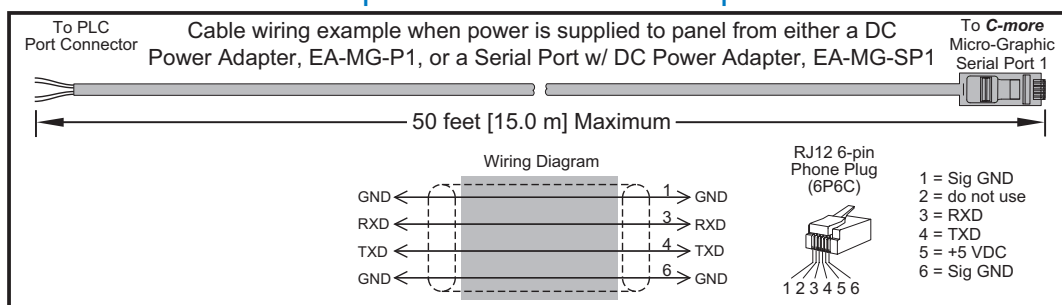 To PLC
Port Connector
Cable wiring example when power is supplied to panel from either a DC
Power Adapter, EA-MG-P1, or a Serial Port w/ DC Power Adapter, EA-MG-SP1
To C-more
Micro-Graphic
Serial Port 1
50 feet [15.0 m] Maximum
Wiring Diagram
GND 1 GND
RXD 3 RXD
TXD 4 TXD
GND 6 GND
RJ12 6-pin
Phone Plug
(6P6C)
1 2 3 4 5 6
1 = Sig GND
2 = do not use
3 = RXD
4 = TXD
5 = +5 VDC
6 = Sig GND